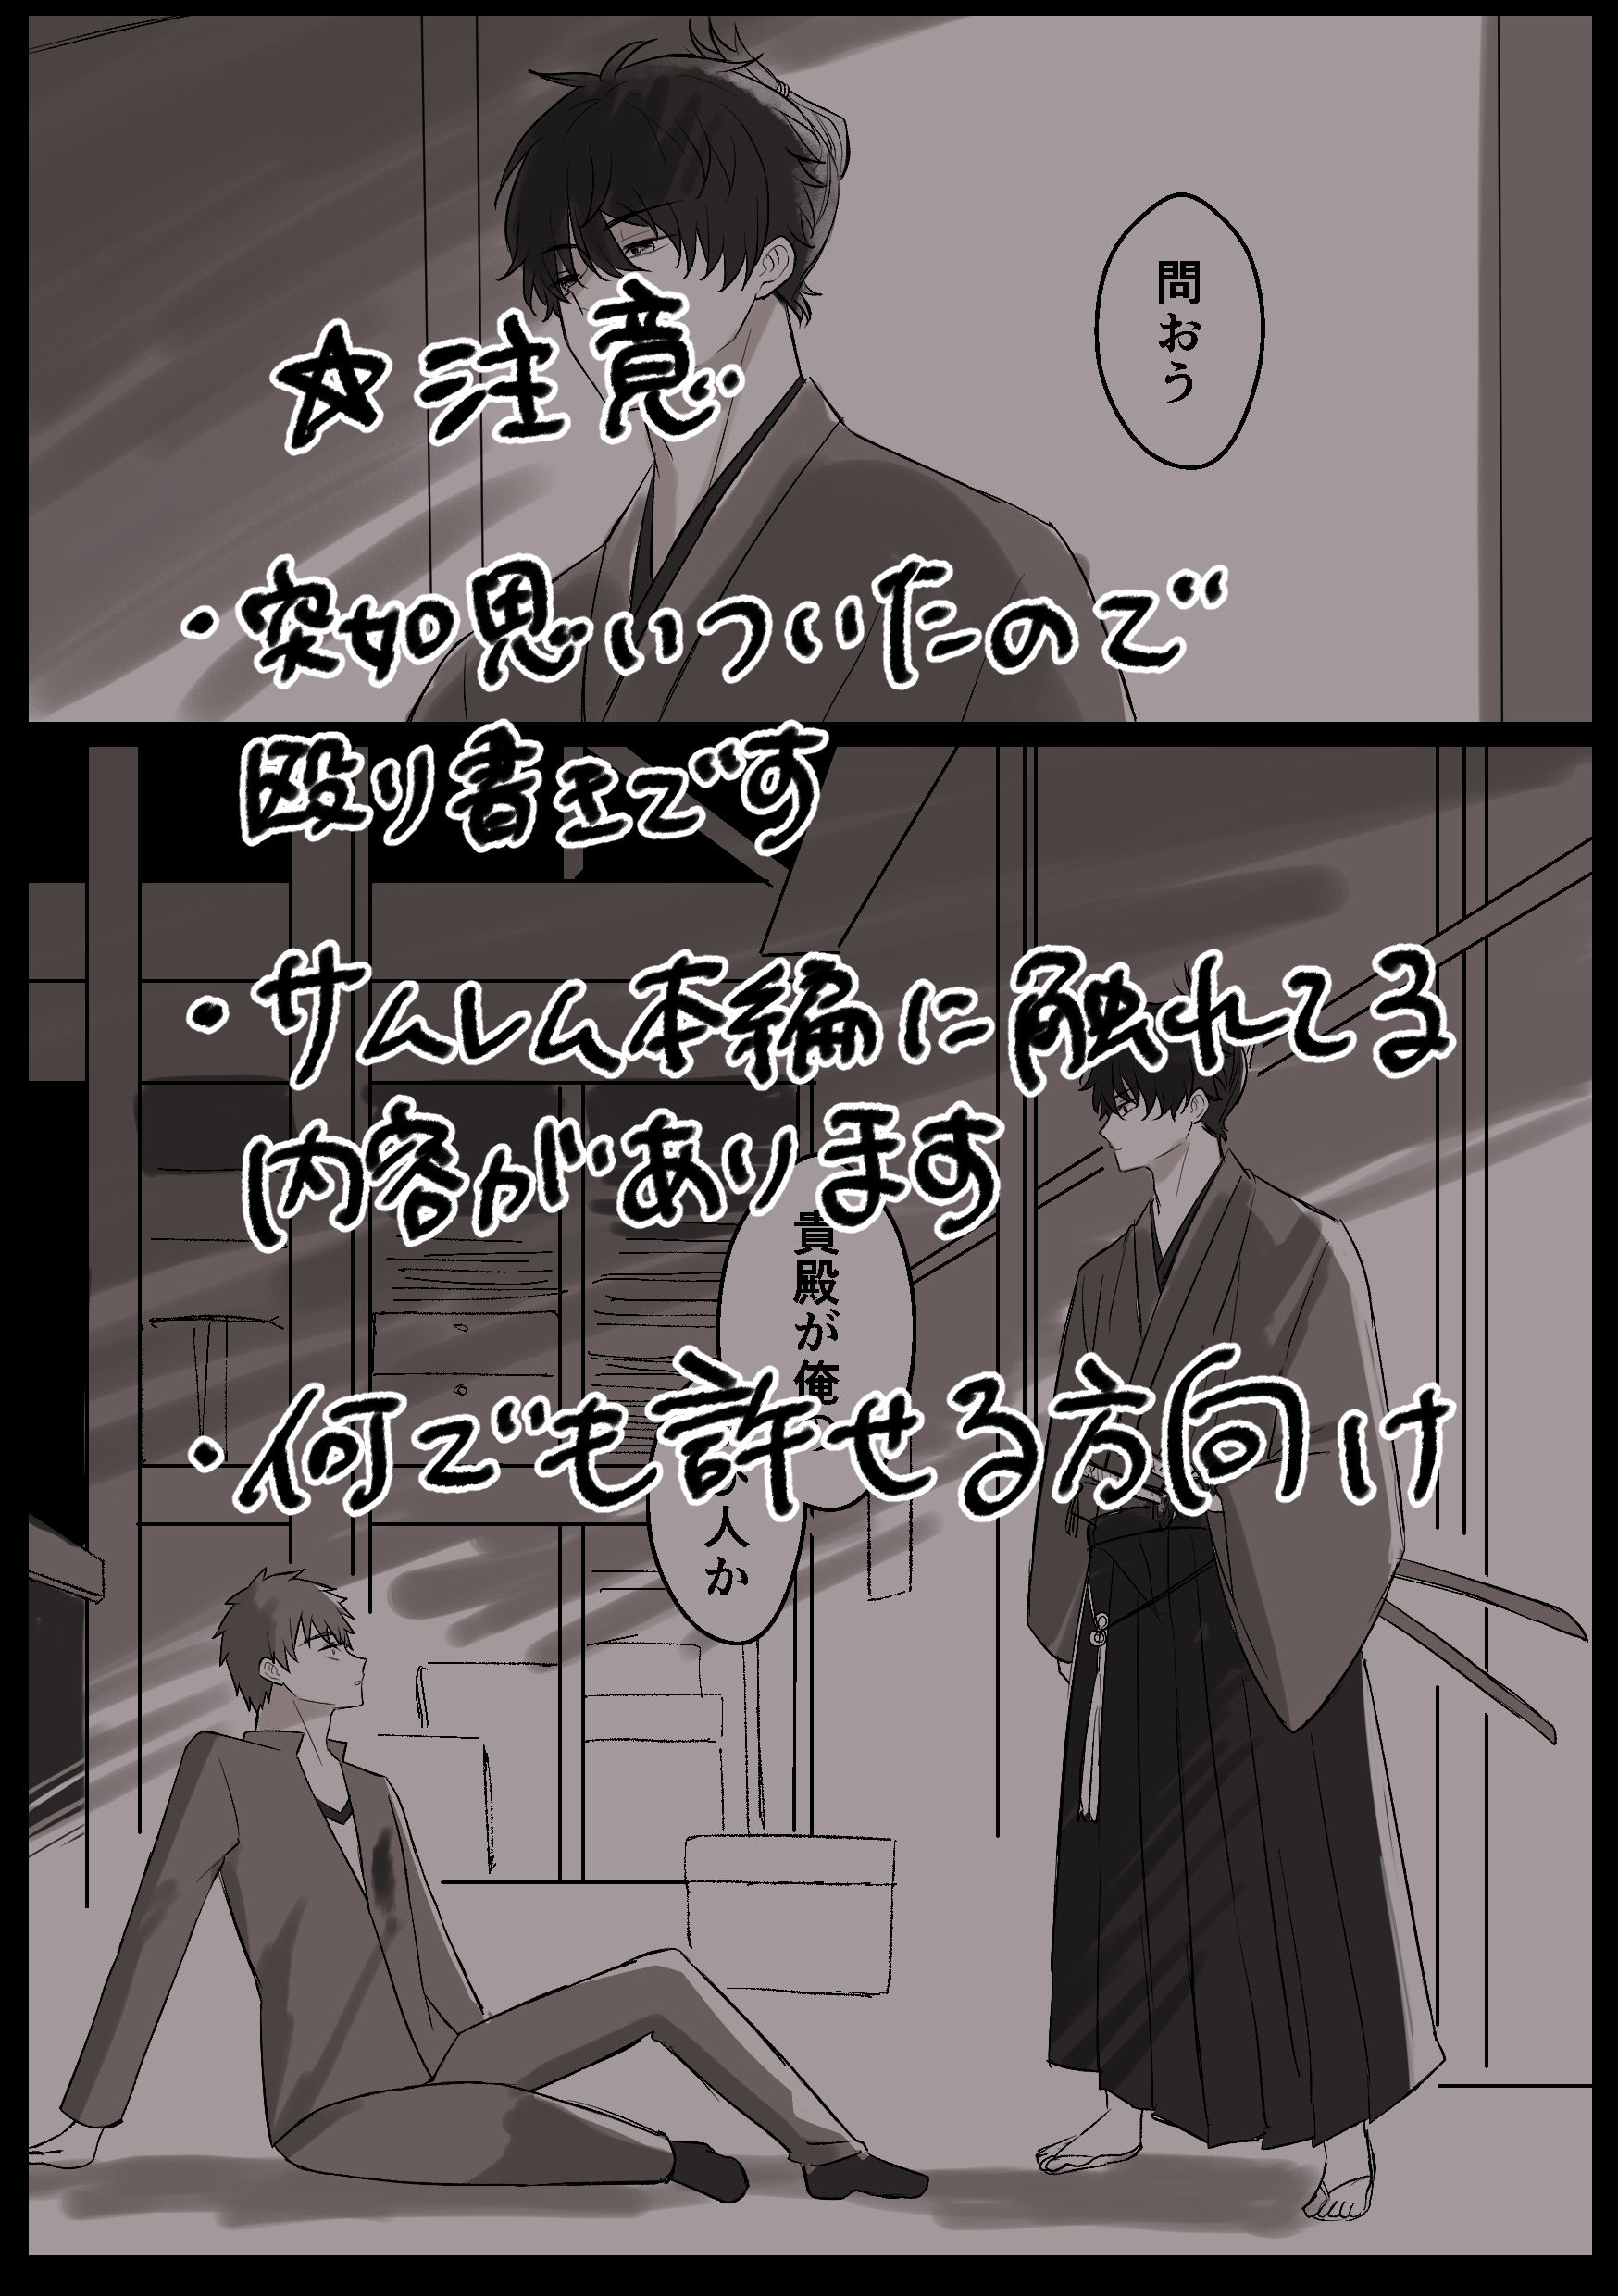 問おう
☆注意
・突如思いついたので
殴り書きです
・サムレム本編に触れてる
内容があります
貴殿が俺の
人か
・何でも許せる方向け